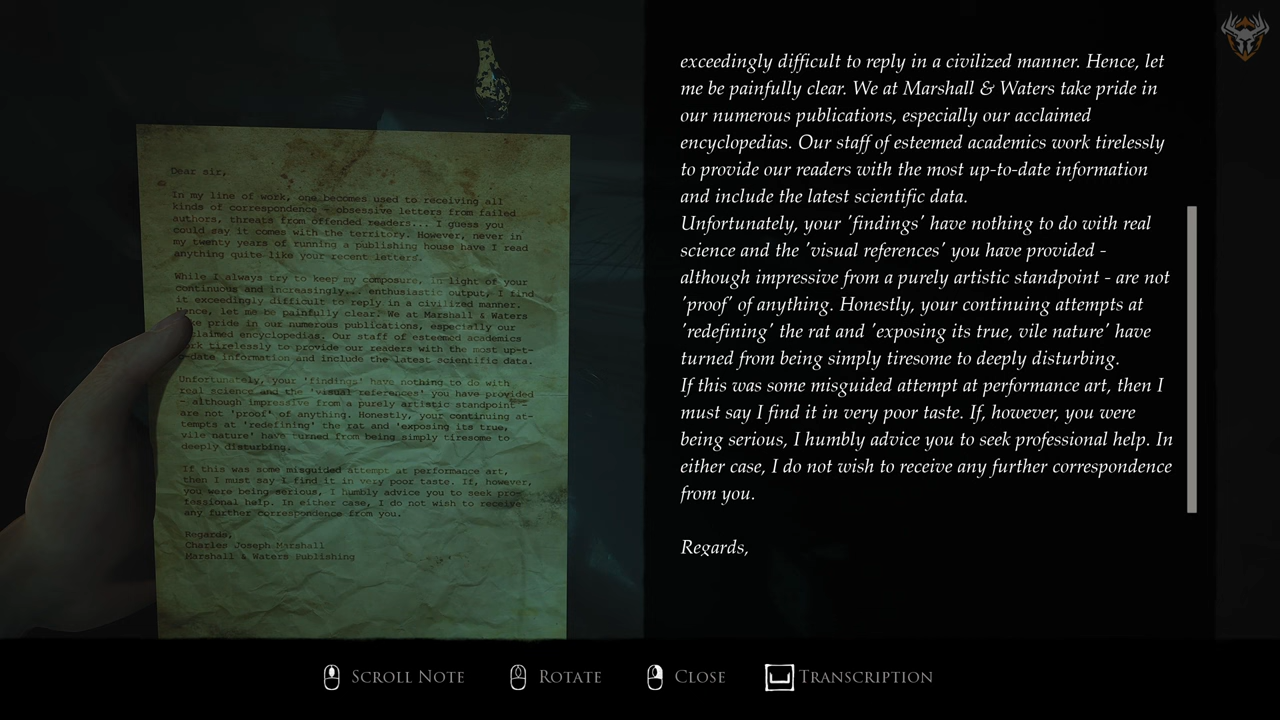 Dear sir,
In my line of work, one becomes used to receiving all
kinds of correspondence - obsessive letters from failed
authors, threats from offended readers... I guess you
could say it comes with the territory. However, never in
my twenty years of running a publishing house have I read
anything quite like your recent letters.
While I always try to keep my composure, in light of your
continuous and increasingly... enthusiastic output, I find
it exceedingly difficult to reply in a civilized manner.
Hence, let me be painfully clear. We at Marshall & Waters
ke pride in our numerous publications, especially our
claimed encyclopedias. Our staff of esteemed academics
ork tirelessly to provide our readers with the most up-t-
-date information and include the latest scientific data.
Unfortunately, your 'findings' have nothing to do with
real science and the 'visual references' you have provided
- although impressive from a purely artistic standpoint -
are not 'proof' of anything. Honestly, your continuing at-
tempts at 'redefining' the rat and 'exposing its true,
vile nature' have turned from being simply tiresome to
deeply disturbing.
If this was some misguided attempt at performance art,
then I must say I find it in very poor taste. If, however,
you were being serious, I humbly advice you to seek pro-
fessional help. In either case, I do not wish to receive
any further correspondence from you.
Regards,
Charles Joseph Marshall
Marshall & Waters Publishing
exceedingly difficult to reply in a civilized manner. Hence, let
me be painfully clear. We at Marshall & Waters take pride in
our numerous publications, especially our acclaimed
encyclopedias. Our staff of esteemed academics work tirelessly
to provide our readers with the most up-to-date information
and include the latest scientific data.
Unfortunately, your 'findings' have nothing to do with real
science and the 'visual references' you have provided -
although impressive from a purely artistic standpoint - are not
'proof' of anything. Honestly, your continuing attempts at
'redefining' the rat and 'exposing its true, vile nature' have
turned from being simply tiresome to deeply disturbing.
If this was some misguided attempt at performance art, then I
must say I find it in very poor taste. If, however, you were
being serious, I humbly advice you to seek professional help. In
either case, I do not wish to receive any further correspondence
from you.
Regards,
SCROLL NOTE ROTATE CLOSE TRANSCRIPTION